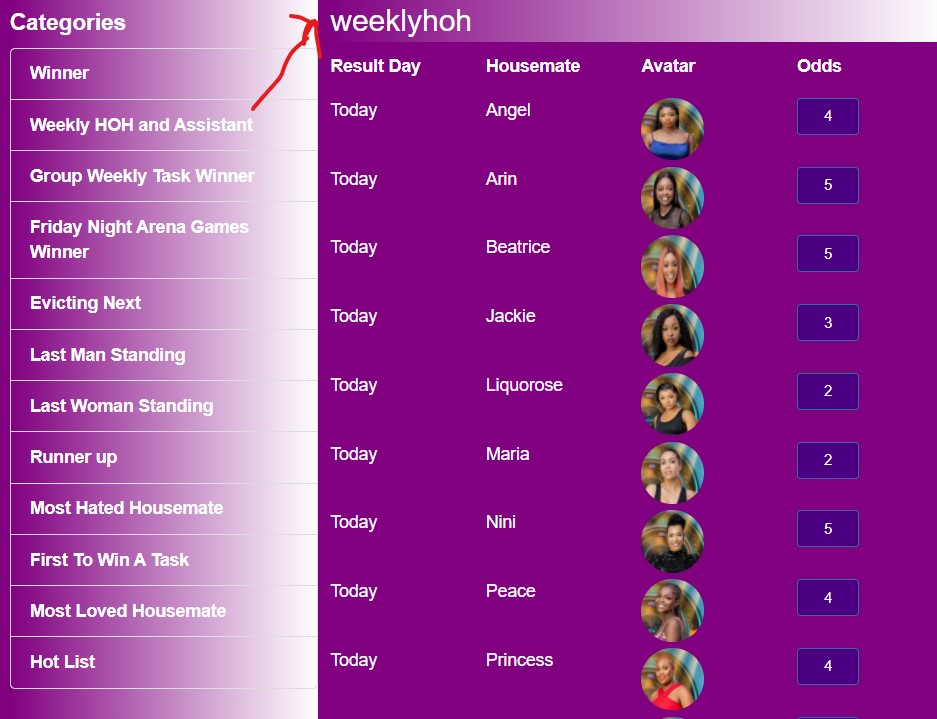 Categories
Winner
Weekly HOH and Assistant
Group Weekly Task Winner
Friday Night Arena Games
Winner
Evicting Next
Last Man Standing
Last Woman Standing
Runner up
Most Hated Housemate
First To Win A Task
Most Loved Housemate
Hot List
weeklyhoh
Result Day Housemate Avatar Odds
Today Angel 4
Today Arin 5
Today Beatrice 5
Today Jackie 3
Today Liquorose 2
Today Maria 2
Today Nini 5
Today Peace 4
Today Princess 4